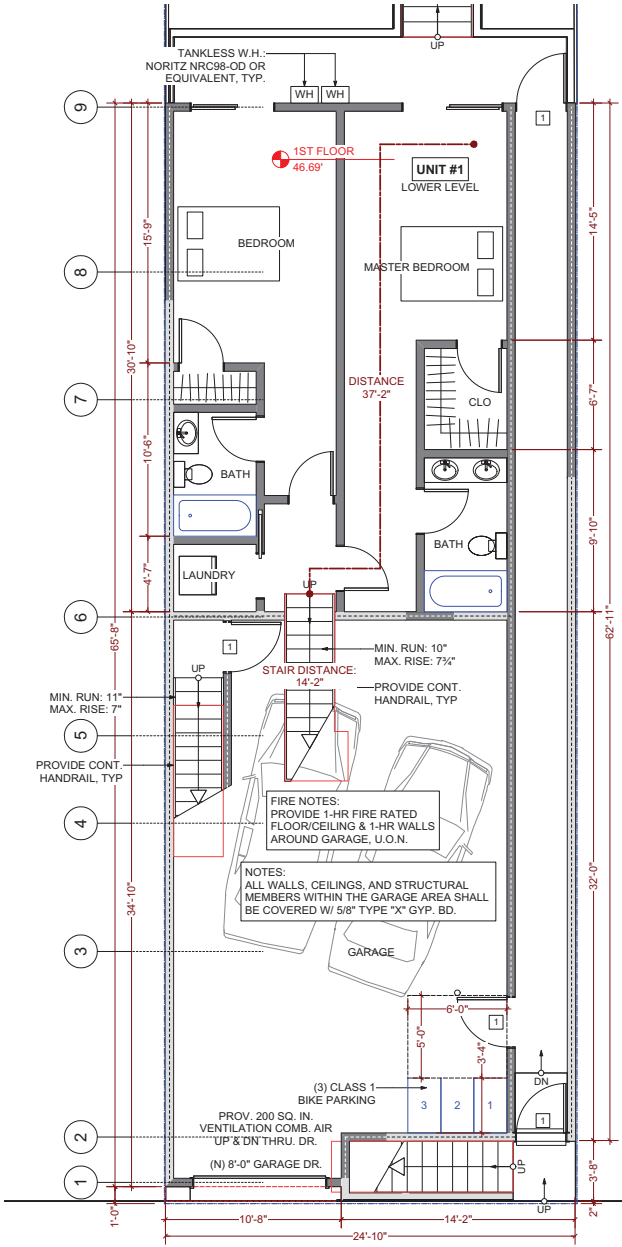 UP
TANKLESS W.H.:
NORITZ NRC98-OD OR
EQUIVALENT, TYP.
WH
WH
9
1
1ST FLOOR
46.69'
UNIT #1
LOWER LEVEL
14'-5"
15'-9"
BEDROOM
8
MASTER BEDROOM
30'-10"
DISTANCE
37'-2"
7
CLO
6'-7"
10'-6"
BATH
BATH
9'-10"
4'-7"
LAUNDRY
UP
6
65'-8"
62'-11"
1
MIN. RUN: 10"
MAX. RISE: 7¾"
UP
STAIR DISTANCE:
14'-2"
PROVIDE CONT.
HANDRAIL, TYP
MIN. RUN: 11"
MAX. RISE: 7"
5
PROVIDE CONT.
HANDRAIL, TYP
FIRE NOTES:
PROVIDE 1-HR FIRE RATED
FLOOR/CEILING & 1-HR WALLS
AROUND GARAGE, U.O.N.
4
NOTES:
ALL WALLS, CEILINGS, AND STRUCTURAL
MEMBERS WITHIN THE GARAGE AREA SHALL
BE COVERED W/ 5/8" TYPE "X" GYP. BD.
32'-0"
34'-10"
3
GARAGE
6'-0"
5'-0"
1
3'-4"
DN
(3) CLASS 1
BIKE PARKING
3
2
1
1
PROV. 200 SQ. IN.
VENTILATION COMB. AIR
UP & DN THRU. DR.
2
(N) 8'-0" GARAGE DR.
UP
3'-8"
1
1'-0"
UP
2"
10'-8"
14'-2"
24'-10"